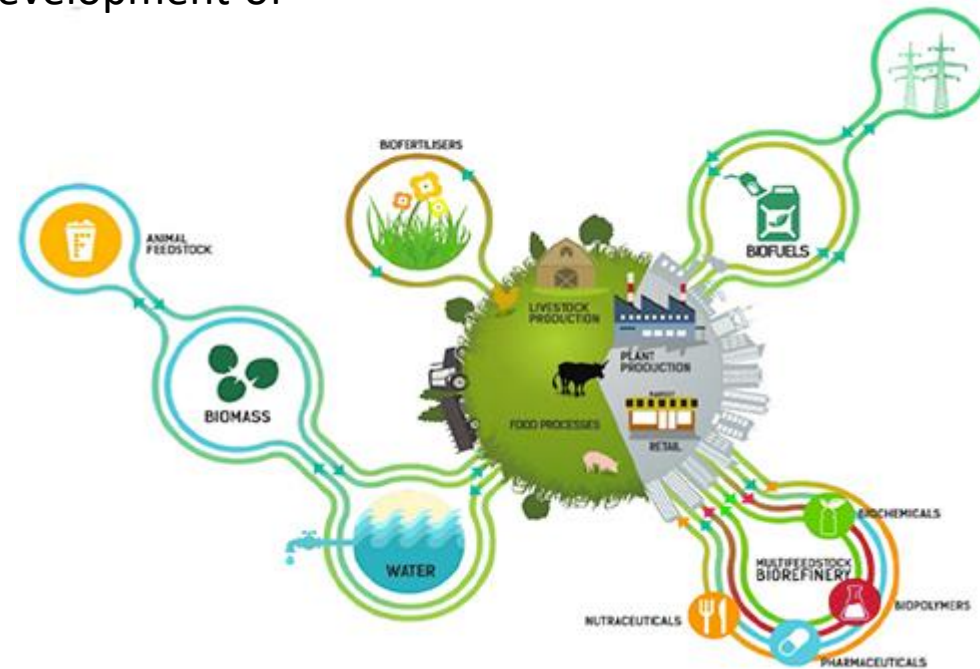 evelopment of
BIOFERTILISERS
ANIMAL
FEEDSTOCK
BIOFUELS
LIVESTOCK
PRODUCTION
PLANT
PRODUCTION
BIOMASS
MARKET
FOOD PROCESSES
RETAIL
BIOCHEMICALS
WATER
MULTIFEEDSTOCK
BIOREFINERY
BIOPOLYMERS
NUTRACEUTICALS
PHARMACEUTICALS